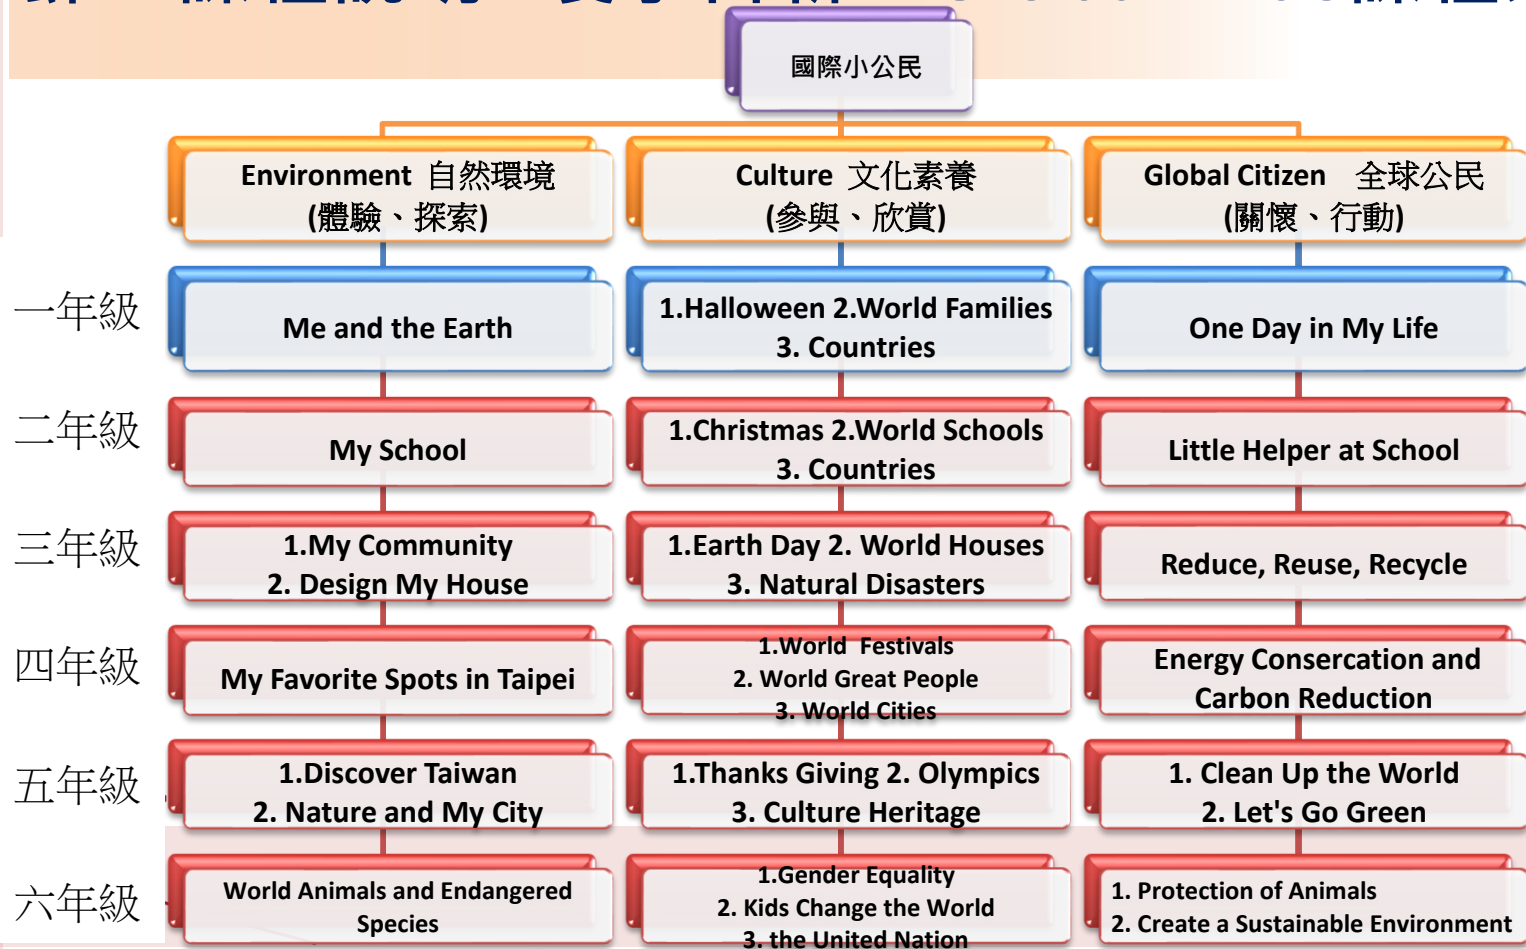 國際小公民
Environment 自然環境
(體驗、探索)
Culture 文化素養
(參與、欣賞)
Global Citizen 全球公民
(關懷、行動)
一年級
Me and the Earth
1.Halloween 2.World Families
3. Countries
One Day in My Life
二年級
My School
1.Christmas 2.World Schools
3. Countries
Little Helper at School
三年級
1.My Community
2. Design My House
1.Earth Day 2. World Houses
3. Natural Disasters
Reduce, Reuse, Recycle
四年級
My Favorite Spots in Taipei
1.World Festivals
2. World Great People
3. World Cities
Energy Consercation and
Carbon Reduction
五年級
1.Discover Taiwan
2. Nature and My City
1.Thanks Giving 2. Olympics
3. Culture Heritage
1. Clean Up the World
2. Let's Go Green
六年級
World Animals and Endangered
Species
1.Gender Equality
2. Kids Change the World
3. the United Nation
1. Protection of Animals
2. Create a Sustainable Environment